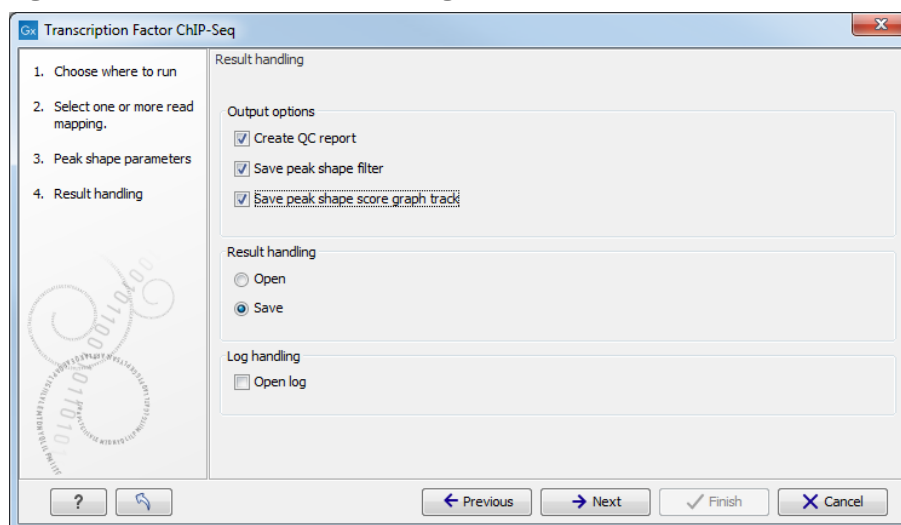 Gx Transcription Factor ChIP-Seq
1. Choose where to run
2. Select one or more read
mapping.
3. Peak shape parameters
4. Result handling
Result handling
Output options
Create QC report
Save peak shape filter
Save peak shape score graph track
Result handling
Open
Save
Log handling
Open log
?
Previous
Next
Finish
Cancel